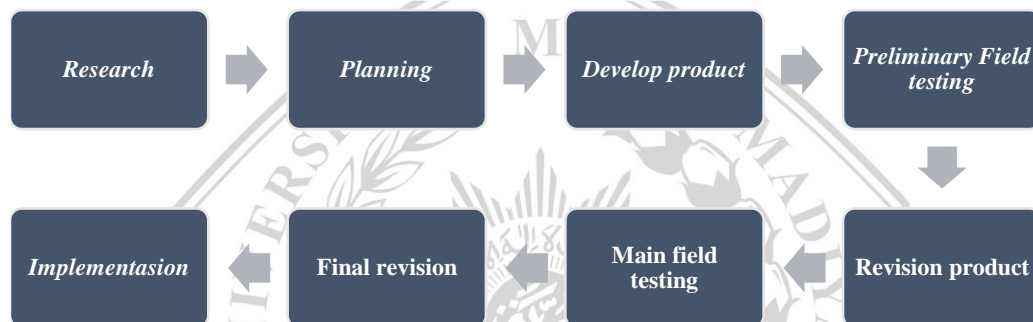 Research
Planning
Develop product
Preliminary Field
testing
Revision product
Main field
testing
Final revision
Implementasion